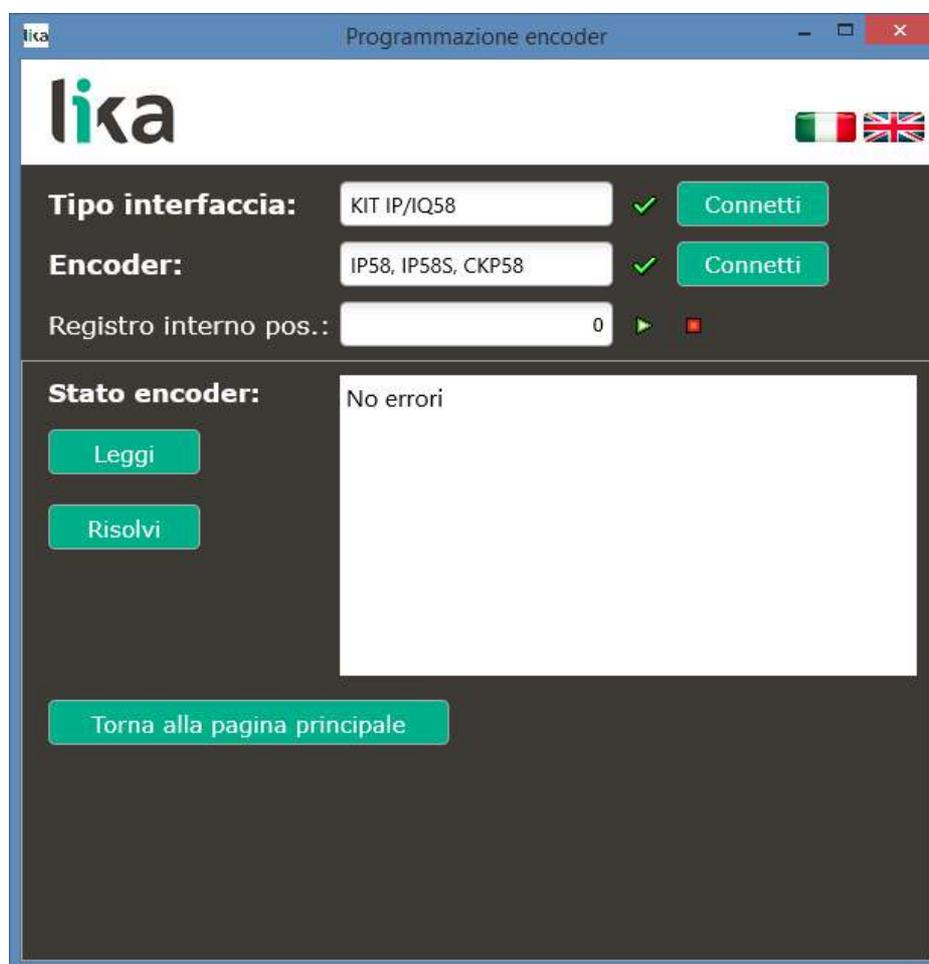 lika
Programmazione encoder
lika
Tipo interfaccia: KIT IP/IQ58 Connetti
Encoder: IP58, IP58S, CKP58 Connetti
Registro interno pos.: 0
Stato encoder: No errori
Leggi
Risolvi
Torna alla pagina principale